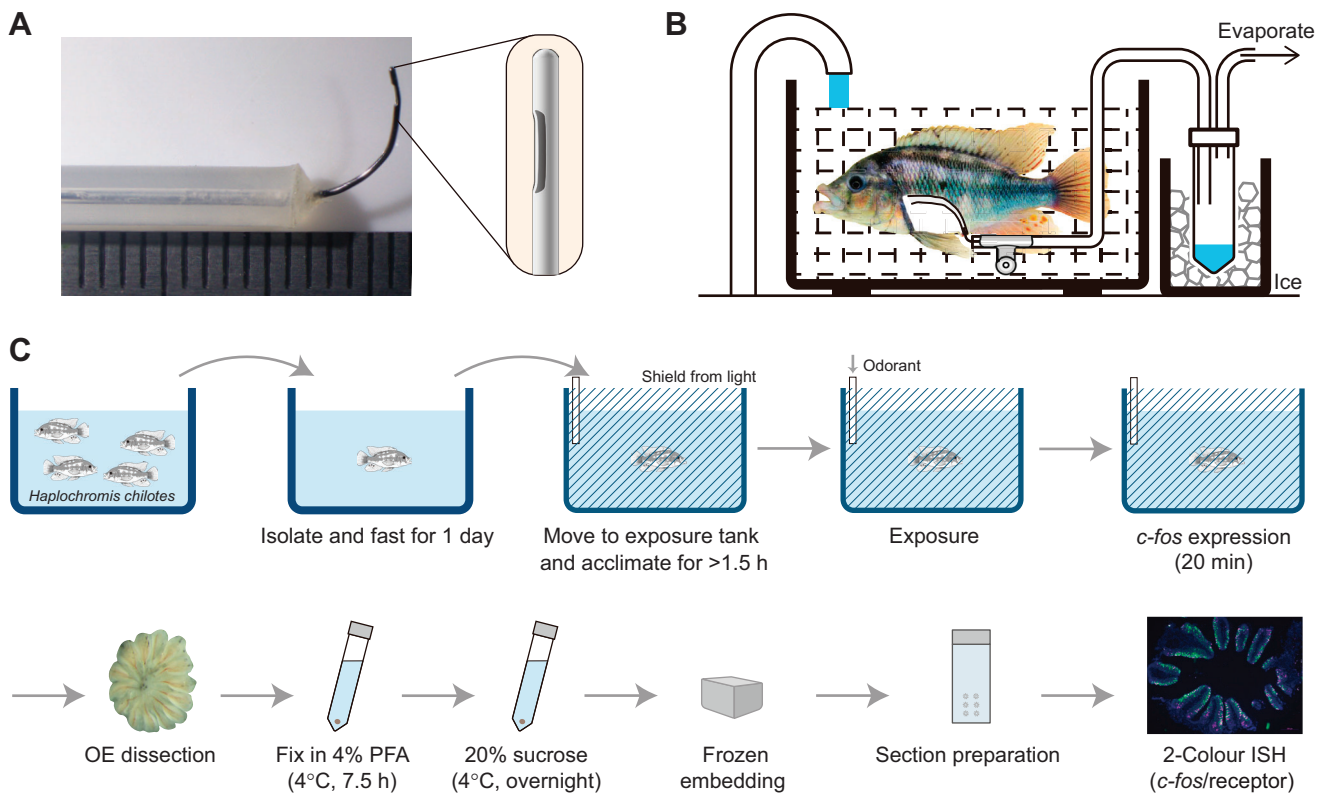 A
B
Evaporate
Ice
C
Haplochromis chilotes
Isolate and fast for 1 day
Shield from light
Move to exposure tank
and acclimate for >1.5 h
Odorant
Exposure
c-fos expression
(20 min)
OE dissection
Fix in 4% PFA
(4°C, 7.5 h)
20% sucrose
(4°C, overnight)
Frozen
embedding
Section preparation
2-Colour ISH
(c-fos/receptor)